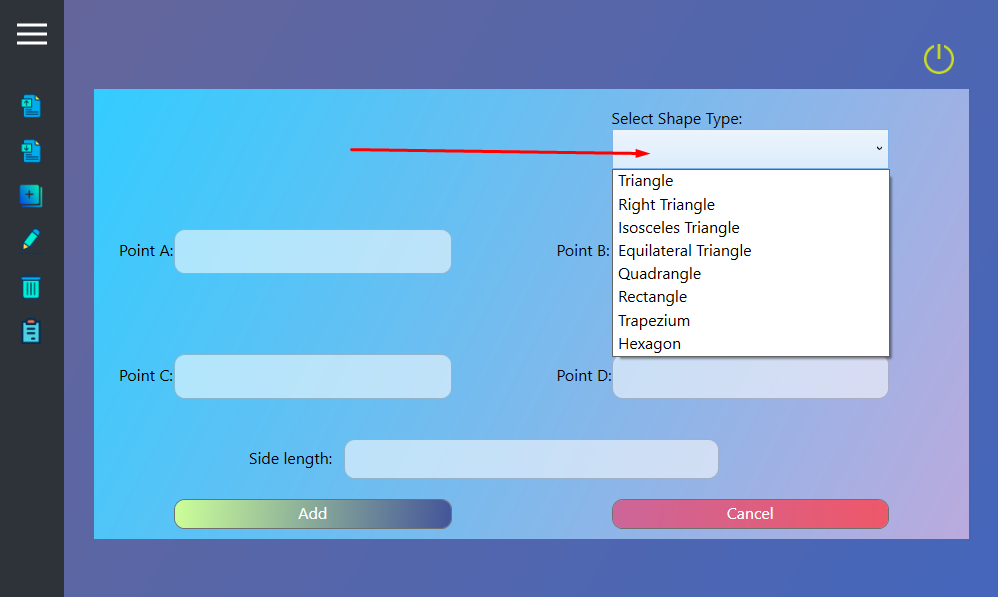 Select Shape Type:
Triangle
Right Triangle
Isosceles Triangle
Equilateral Triangle
Quadrangle
Rectangle
Trapezium
Hexagon
Point A:
Point B:
Point C:
Point D:
Side length:
Add
Cancel